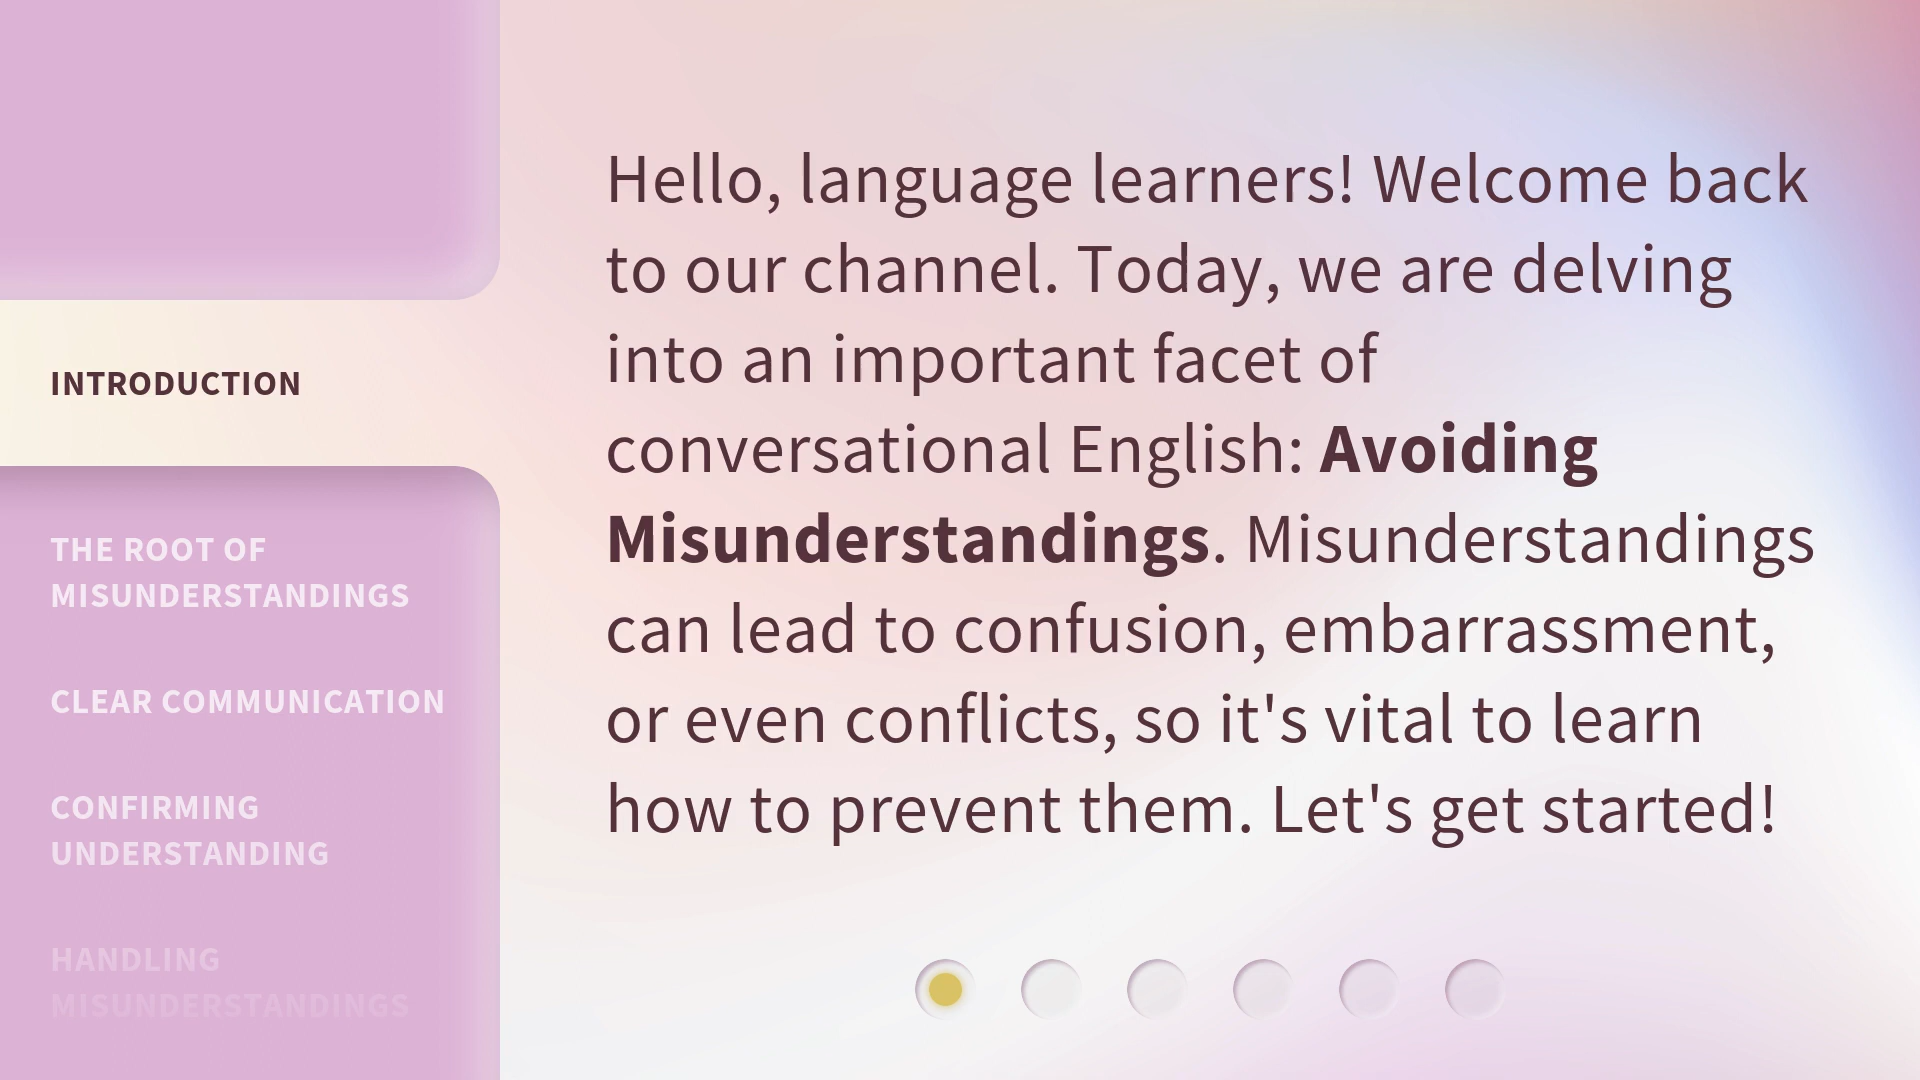 INTRODUCTION
THE ROOT OF
MISUNDERSTANDINGS
CLEAR COMMUNICATION
CONFIRMING
UNDERSTANDING
HANDLING
MISUNDERSTANDINGS
Hello, language learners! Welcome back
to our channel. Today, we are delving
into an important facet of
conversational English: Avoiding
Misunderstandings. Misunderstandings
can lead to confusion, embarrassment,
or even conflicts, so it's vital to learn
how to prevent them. Let's get started!